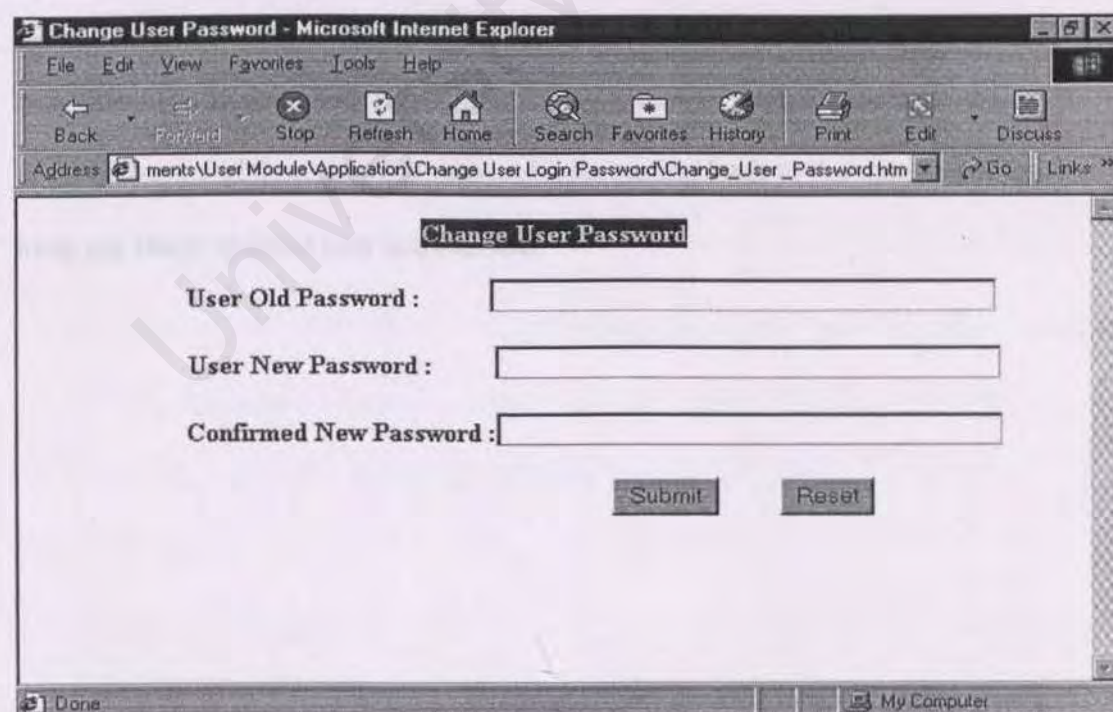 Change User Password - Microsoft Internet Explorer
File Edit View Favorites Tools Help
Back Forward Stop Refresh Home Search Favorites History Print Edit Discuss
Address ments\User Module\Application\Change User Login Password\Change_User _Password.htm Go Links »
Change User Password
User Old Password :
User New Password :
Confirmed New Password :
Submit Reset
Done My Computer